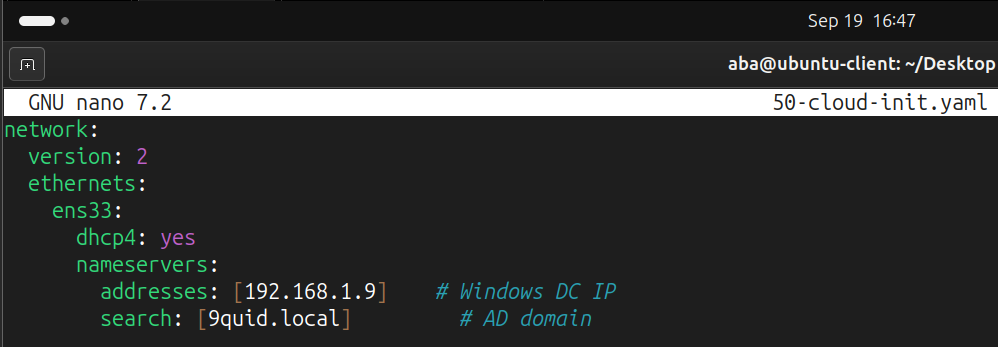 Sep 19 16:47
aba@ubuntu-client: ~/Desktop
GNU nano 7.2 50-cloud-init.yaml
network:
  version: 2
  ethernets:
    ens33:
      dhcp4: yes
      nameservers:
        addresses: [192.168.1.9]    # Windows DC IP
        search: [9quid.local]         # AD domain